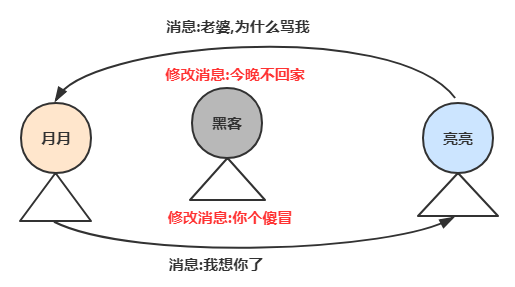 消息:老婆,为什么骂我
修改消息:今晚不回家
月月
黑客
亮亮
修改消息:你个傻冒
消息:我想你了